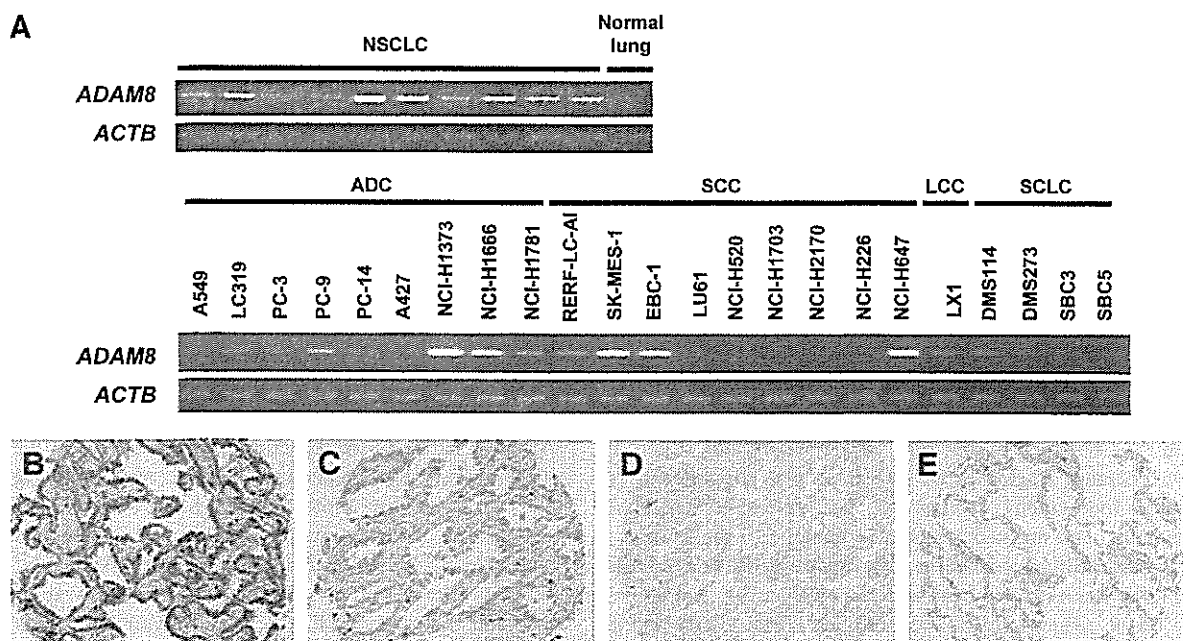 A
NSCLC
Normal lung
ADAM8
ACTB
ADC
SCC
LCC
SCLC
A549
LC319
PC-3
PC-9
PC-14
A427
NCI-H1373
NCI-H1666
NCI-H1781
RERF-LC-AI
SK-MES-1
EBC-1
LU61
NCI-H520
NCI-H1703
NCI-H2170
NCI-H226
NCI-H647
LX1
DMS114
DMS273
SBC3
SBC5
ADAM8
ACTB
B
C
D
E